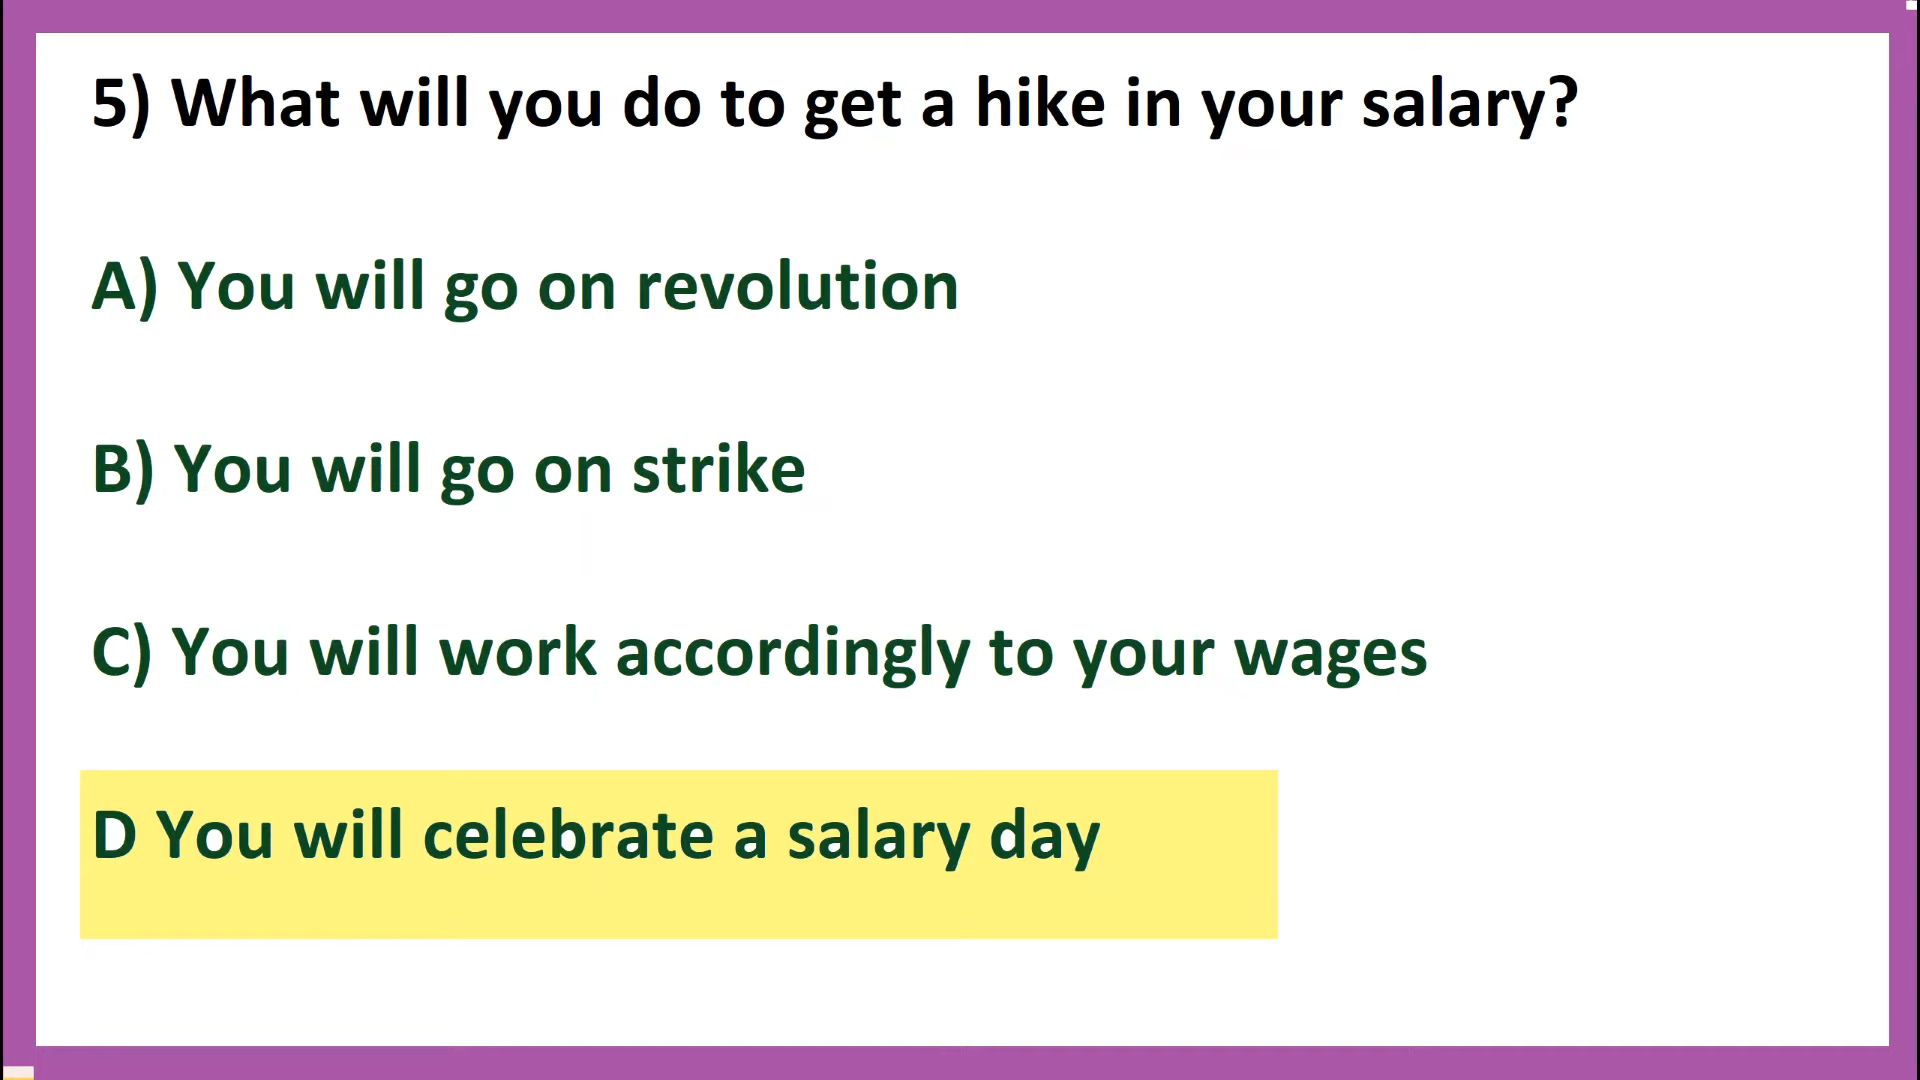 5) What will you do to get a hike in your salary?
A) You will go on revolution
B) You will go on strike
C) You will work accordingly to your wages
D You will celebrate a salary day